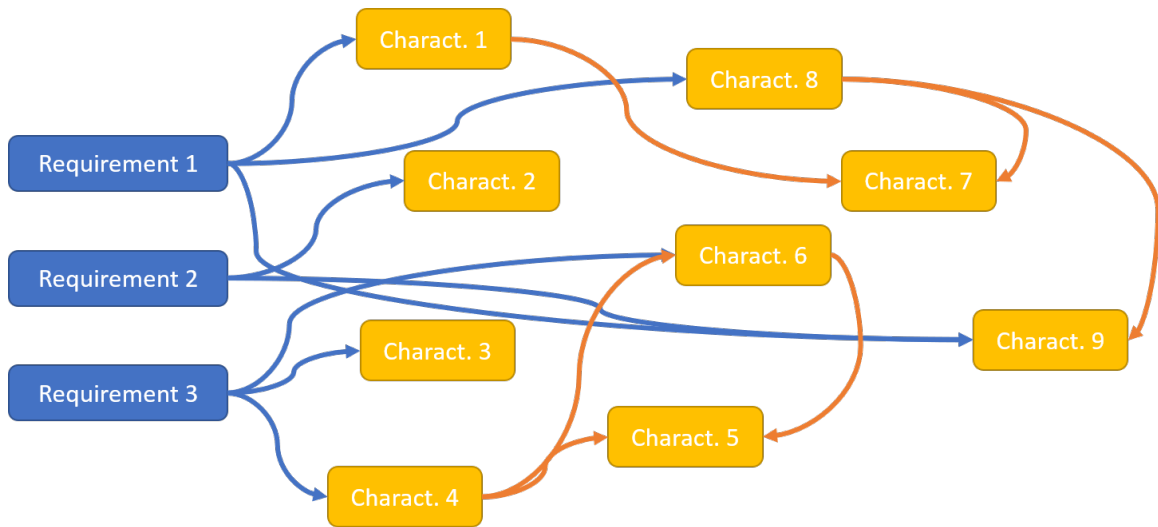 Charact. 1
Charact. 8
Requirement 1
Charact. 2
Charact. 7
Requirement 2
Charact. 6
Charact. 3
Charact. 9
Requirement 3
Charact. 5
Charact. 4